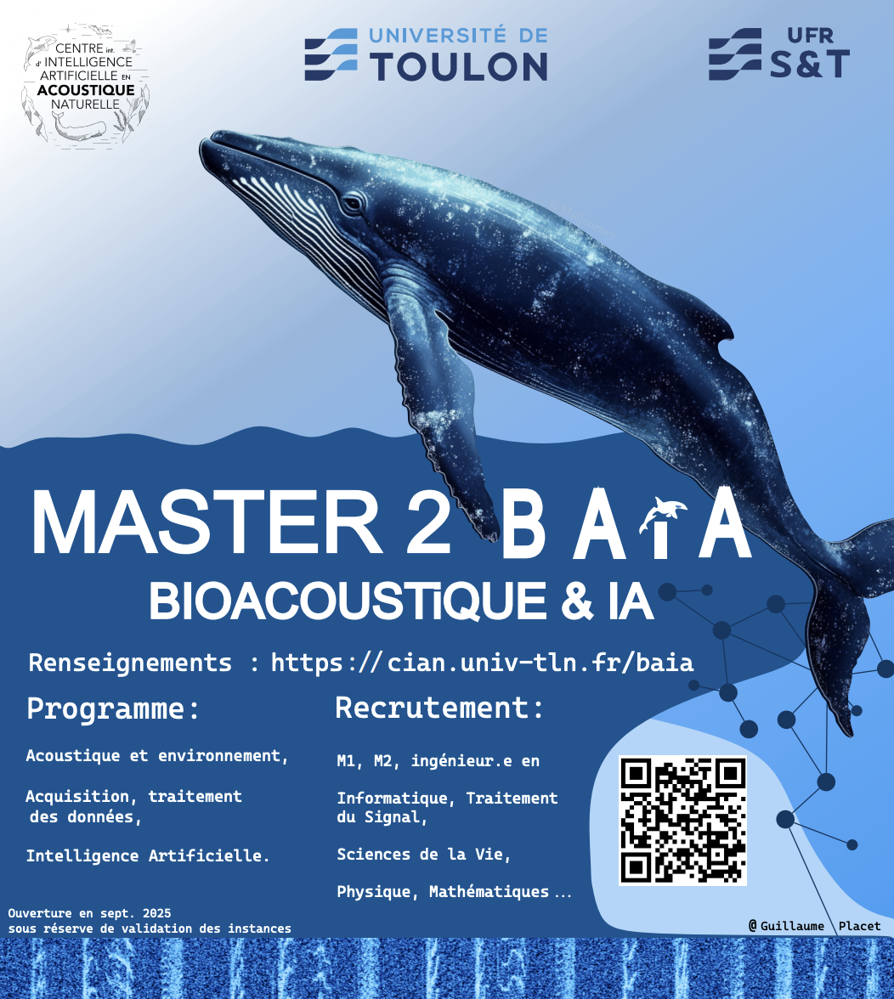 CENTRE int.
d' INTELLIGENCE
ARTIFICIELLE EN
ACOUSTIQUE
NATURELLE
UNIVERSITÉ DE
TOULON
UFR
S&T
MASTER 2 BAiA
BIOACOUSTiQUE & IA
Renseignements : https://cian.univ-tln.fr/baia
Programme:
Acoustique et environnement,
Acquisition, traitement
des données,
Intelligence Artificielle.
Recrutement:
M1, M2, ingénieur.e en
Informatique, Traitement
du Signal,
Sciences de la Vie,
Physique, Mathématiques...
Ouverture en sept. 2025
sous réserve de validation des instances
@Guillaume Placet